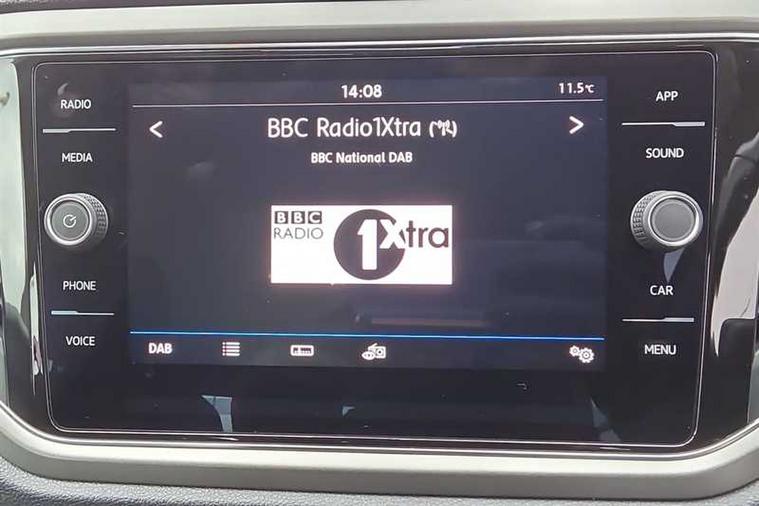 RADIO
MEDIA
PHONE
VOICE
14:08
11.5°C
< BBC Radio1Xtra >
BBC National DAB
BBC
RADIO
1Xtra
DAB
APP
SOUND
CAR
MENU